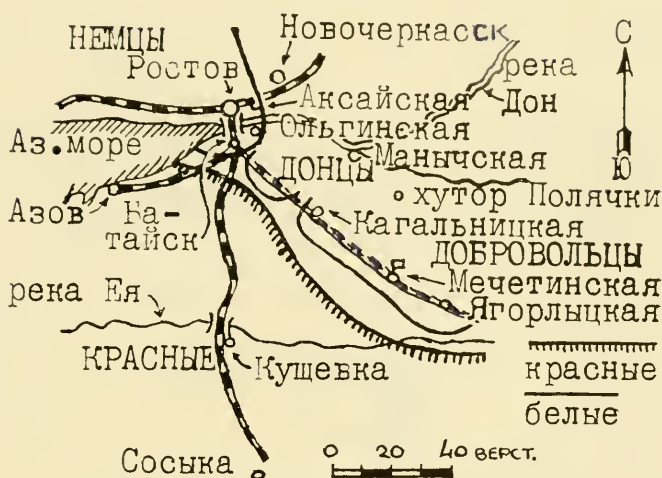 НЕМЦЫ
Новочеркасск
С
Ростов
река
Дон
Аксайская
Ольгинская
Аз. море
ДОНЦЫ
Манычская
Ю
хутор Полячки
Азов
Ба-
тайск
Кагальницкая
ДОБРОВОЛЬЦЫ
Мечетинская
река Ея
Ягорлыцкая
КРАСНЫЕ
Кущевка
красные
белые
Сосыка
0 20 40 ВЕРСТ.